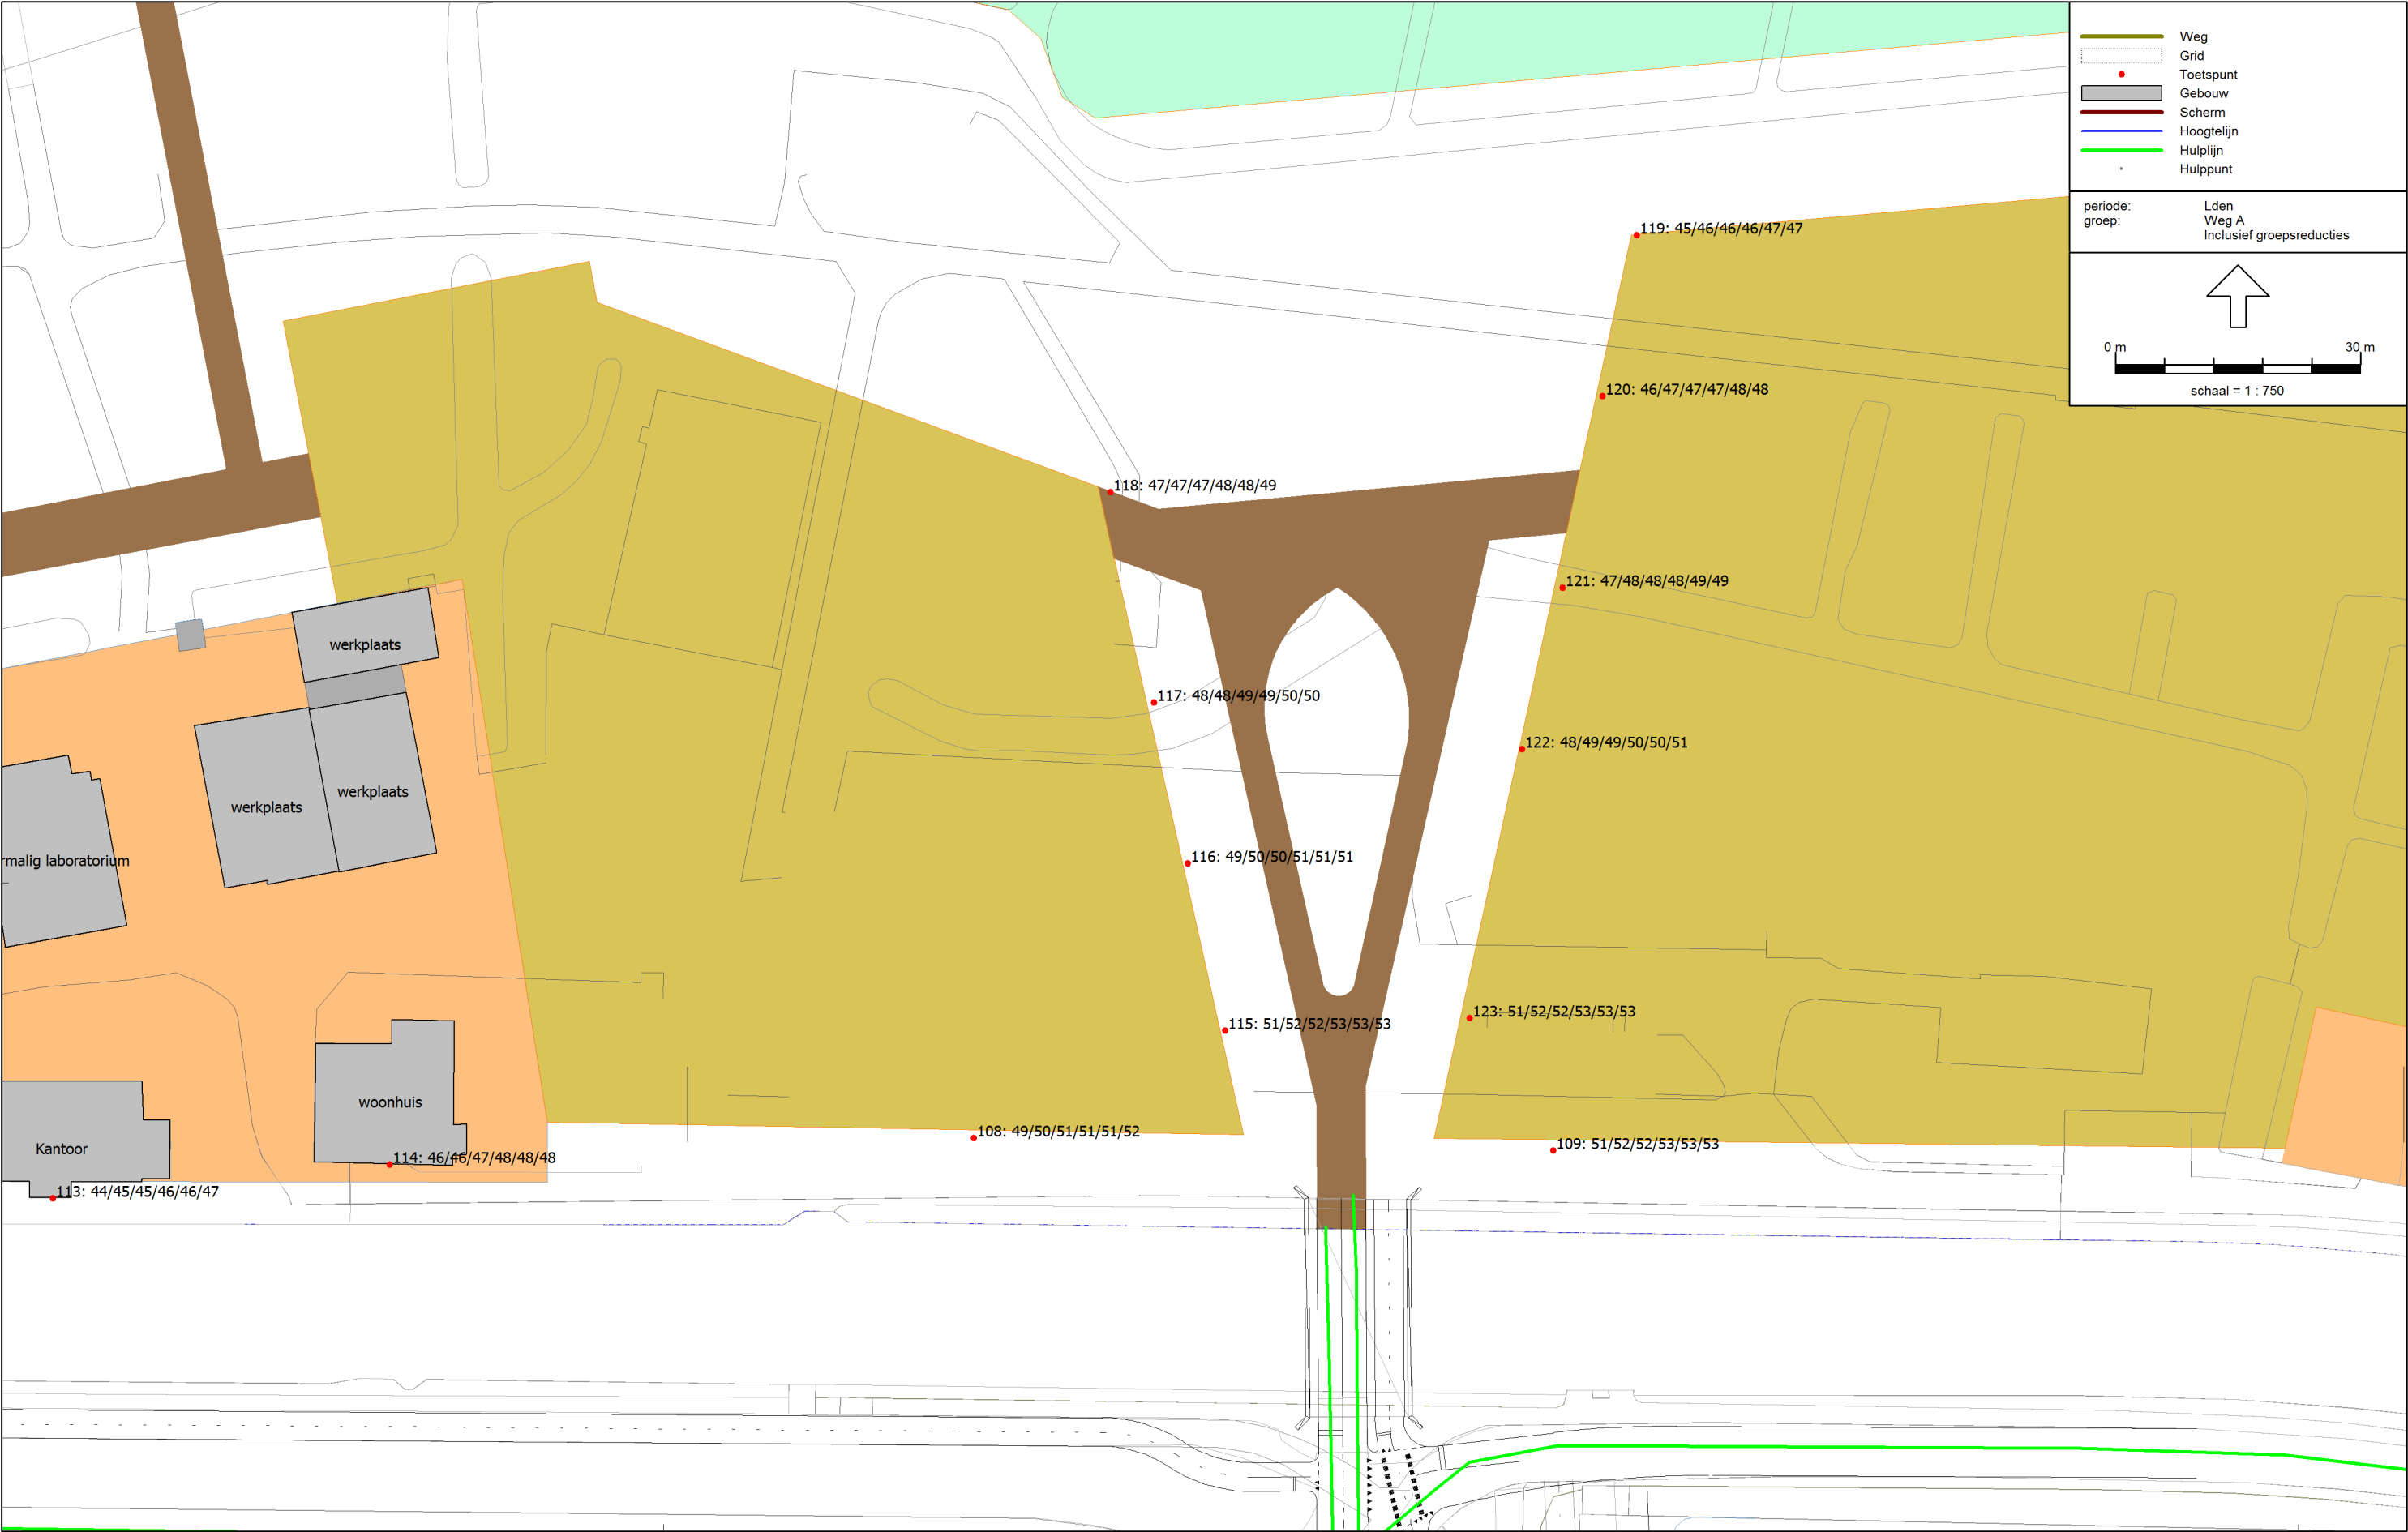 Weg
Grid
Toetspunt
Gebouw
Scherm
Hoogtelijn
Hulplijn
Hulppunt
periode: Lden
groep: Weg A
Inclusief groepsreducties
0 m 30 m
schaal = 1 : 750
119: 45/46/46/46/47/47
120: 46/47/47/47/48/48
118: 47/47/47/48/48/49
121: 47/48/48/48/49/49
werkplaats
117: 48/48/49/49/50/50
122: 48/49/49/50/50/51
werkplaats
werkplaats
rmalig laboratorium
116: 49/50/50/51/51/51
123: 51/52/52/53/53/53
115: 51/52/52/53/53/53
woonhuis
108: 49/50/51/51/51/52
109: 51/52/52/53/53/53
Kantoor
114: 46/46/47/48/48/48
113: 44/45/45/46/46/47